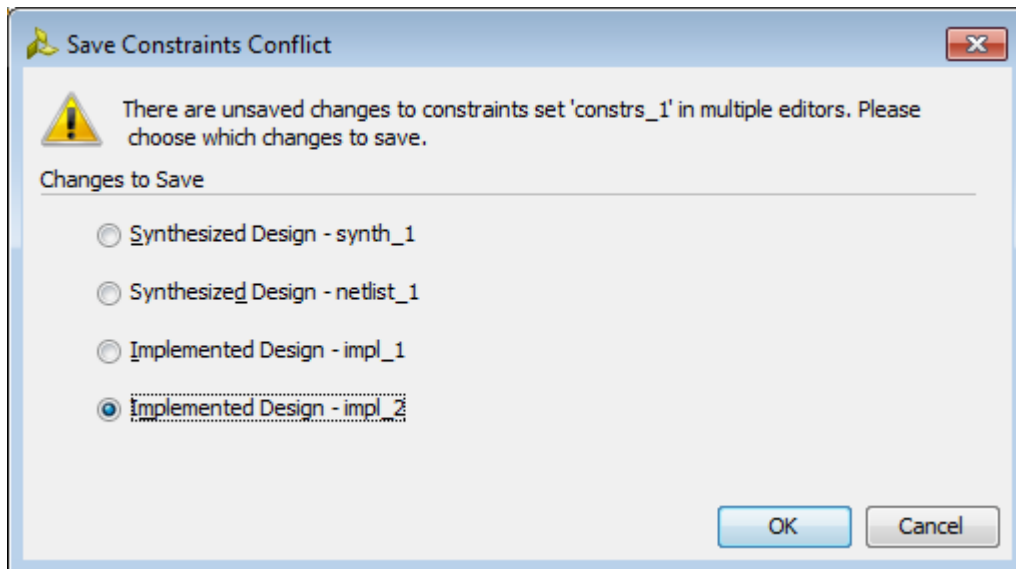 Save Constraints Conflict
There are unsaved changes to constraints set 'constrs_1' in multiple editors. Please
choose which changes to save.
Changes to Save
Synthesized Design - synth_1
Synthesized Design - netlist_1
Implemented Design - impl_1
Implemented Design - impl_2
OK Cancel